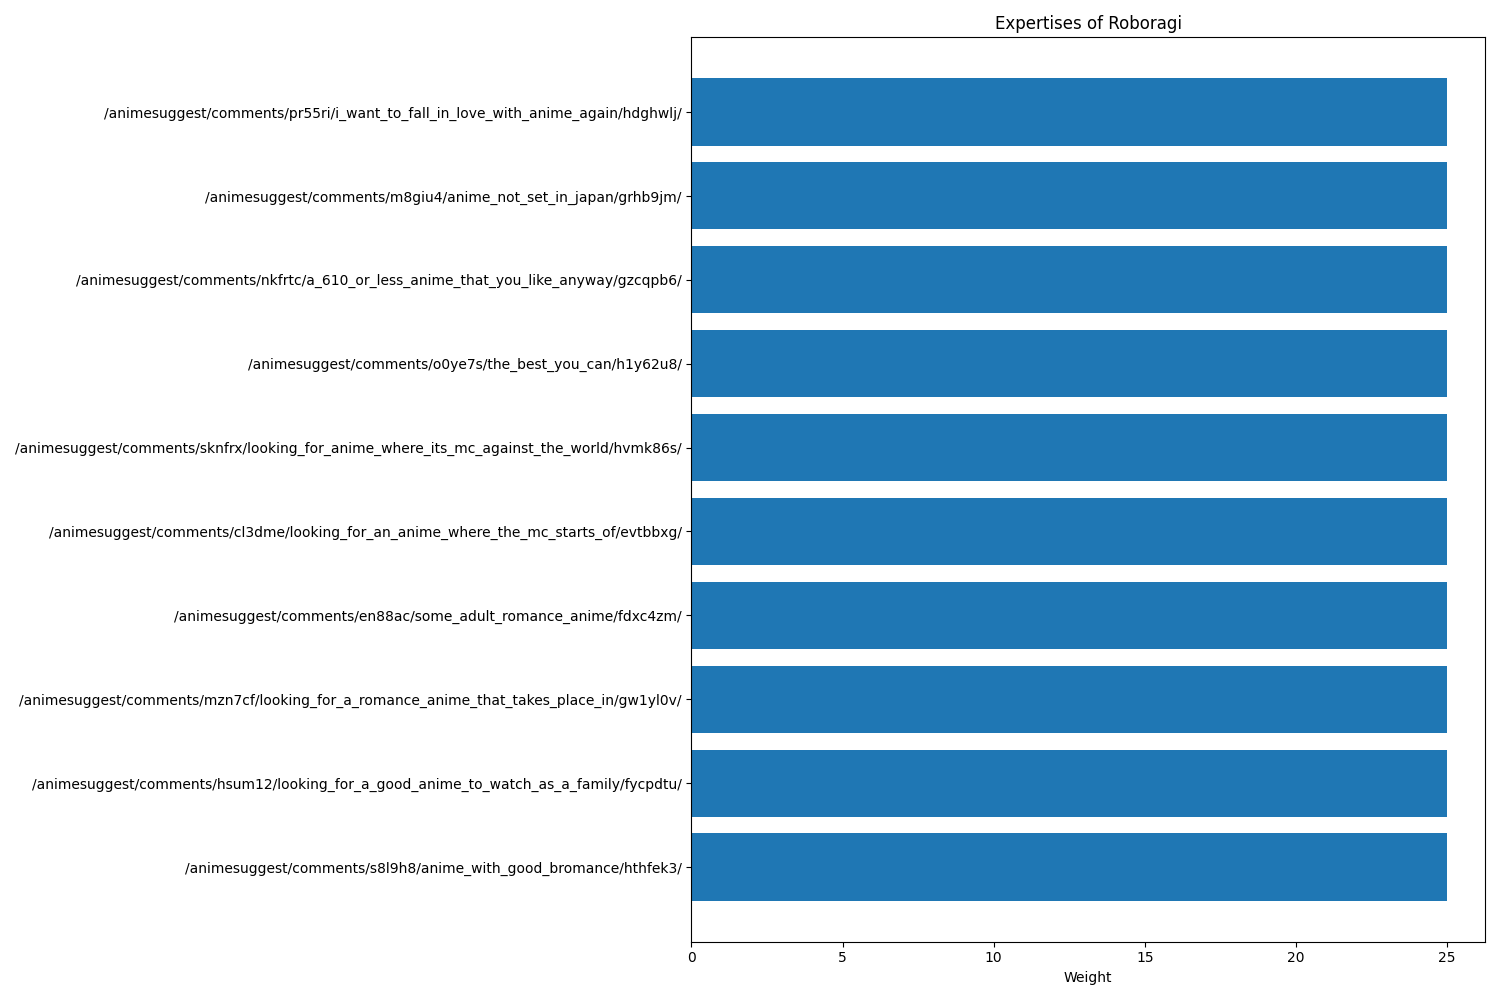 Expertises of Roboragi
/animesuggest/comments/pr55ri/i_want_to_fall_in_love_with_anime_again/hdghwlj/
/animesuggest/comments/m8giu4/anime_not_set_in_japan/grhb9jm/
/animesuggest/comments/nkfrtc/a_610_or_less_anime_that_you_like_anyway/gzcqpb6/
/animesuggest/comments/o0ye7s/the_best_you_can/h1y62u8/
/animesuggest/comments/sknfrx/looking_for_anime_where_its_mc_against_the_world/hvmk86s/
/animesuggest/comments/cl3dme/looking_for_an_anime_where_the_mc_starts_of/evtbbxg/
/animesuggest/comments/en88ac/some_adult_romance_anime/fdxc4zm/
/animesuggest/comments/mzn7cf/looking_for_a_romance_anime_that_takes_place_in/gw1yl0v/
/animesuggest/comments/hsum12/looking_for_a_good_anime_to_watch_as_a_family/fycpdtu/
/animesuggest/comments/s8l9h8/anime_with_good_bromance/hthfek3/
0 5 10 15 20 25
Weight